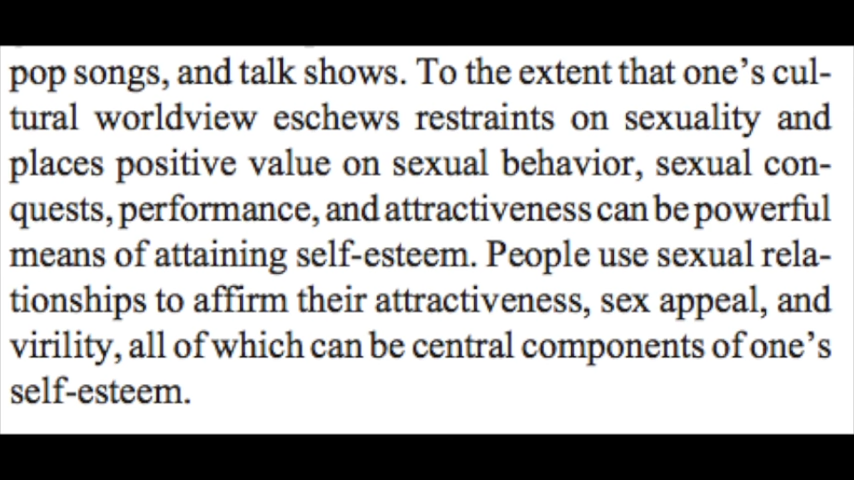 pop songs, and talk shows. To the extent that one’s cul-
tural worldview eschews restraints on sexuality and
places positive value on sexual behavior, sexual con-
quests, performance, and attractiveness can be powerful
means of attaining self-esteem. People use sexual rela-
tionships to affirm their attractiveness, sex appeal, and
virility, all of which can be central components of one’s
self-esteem.